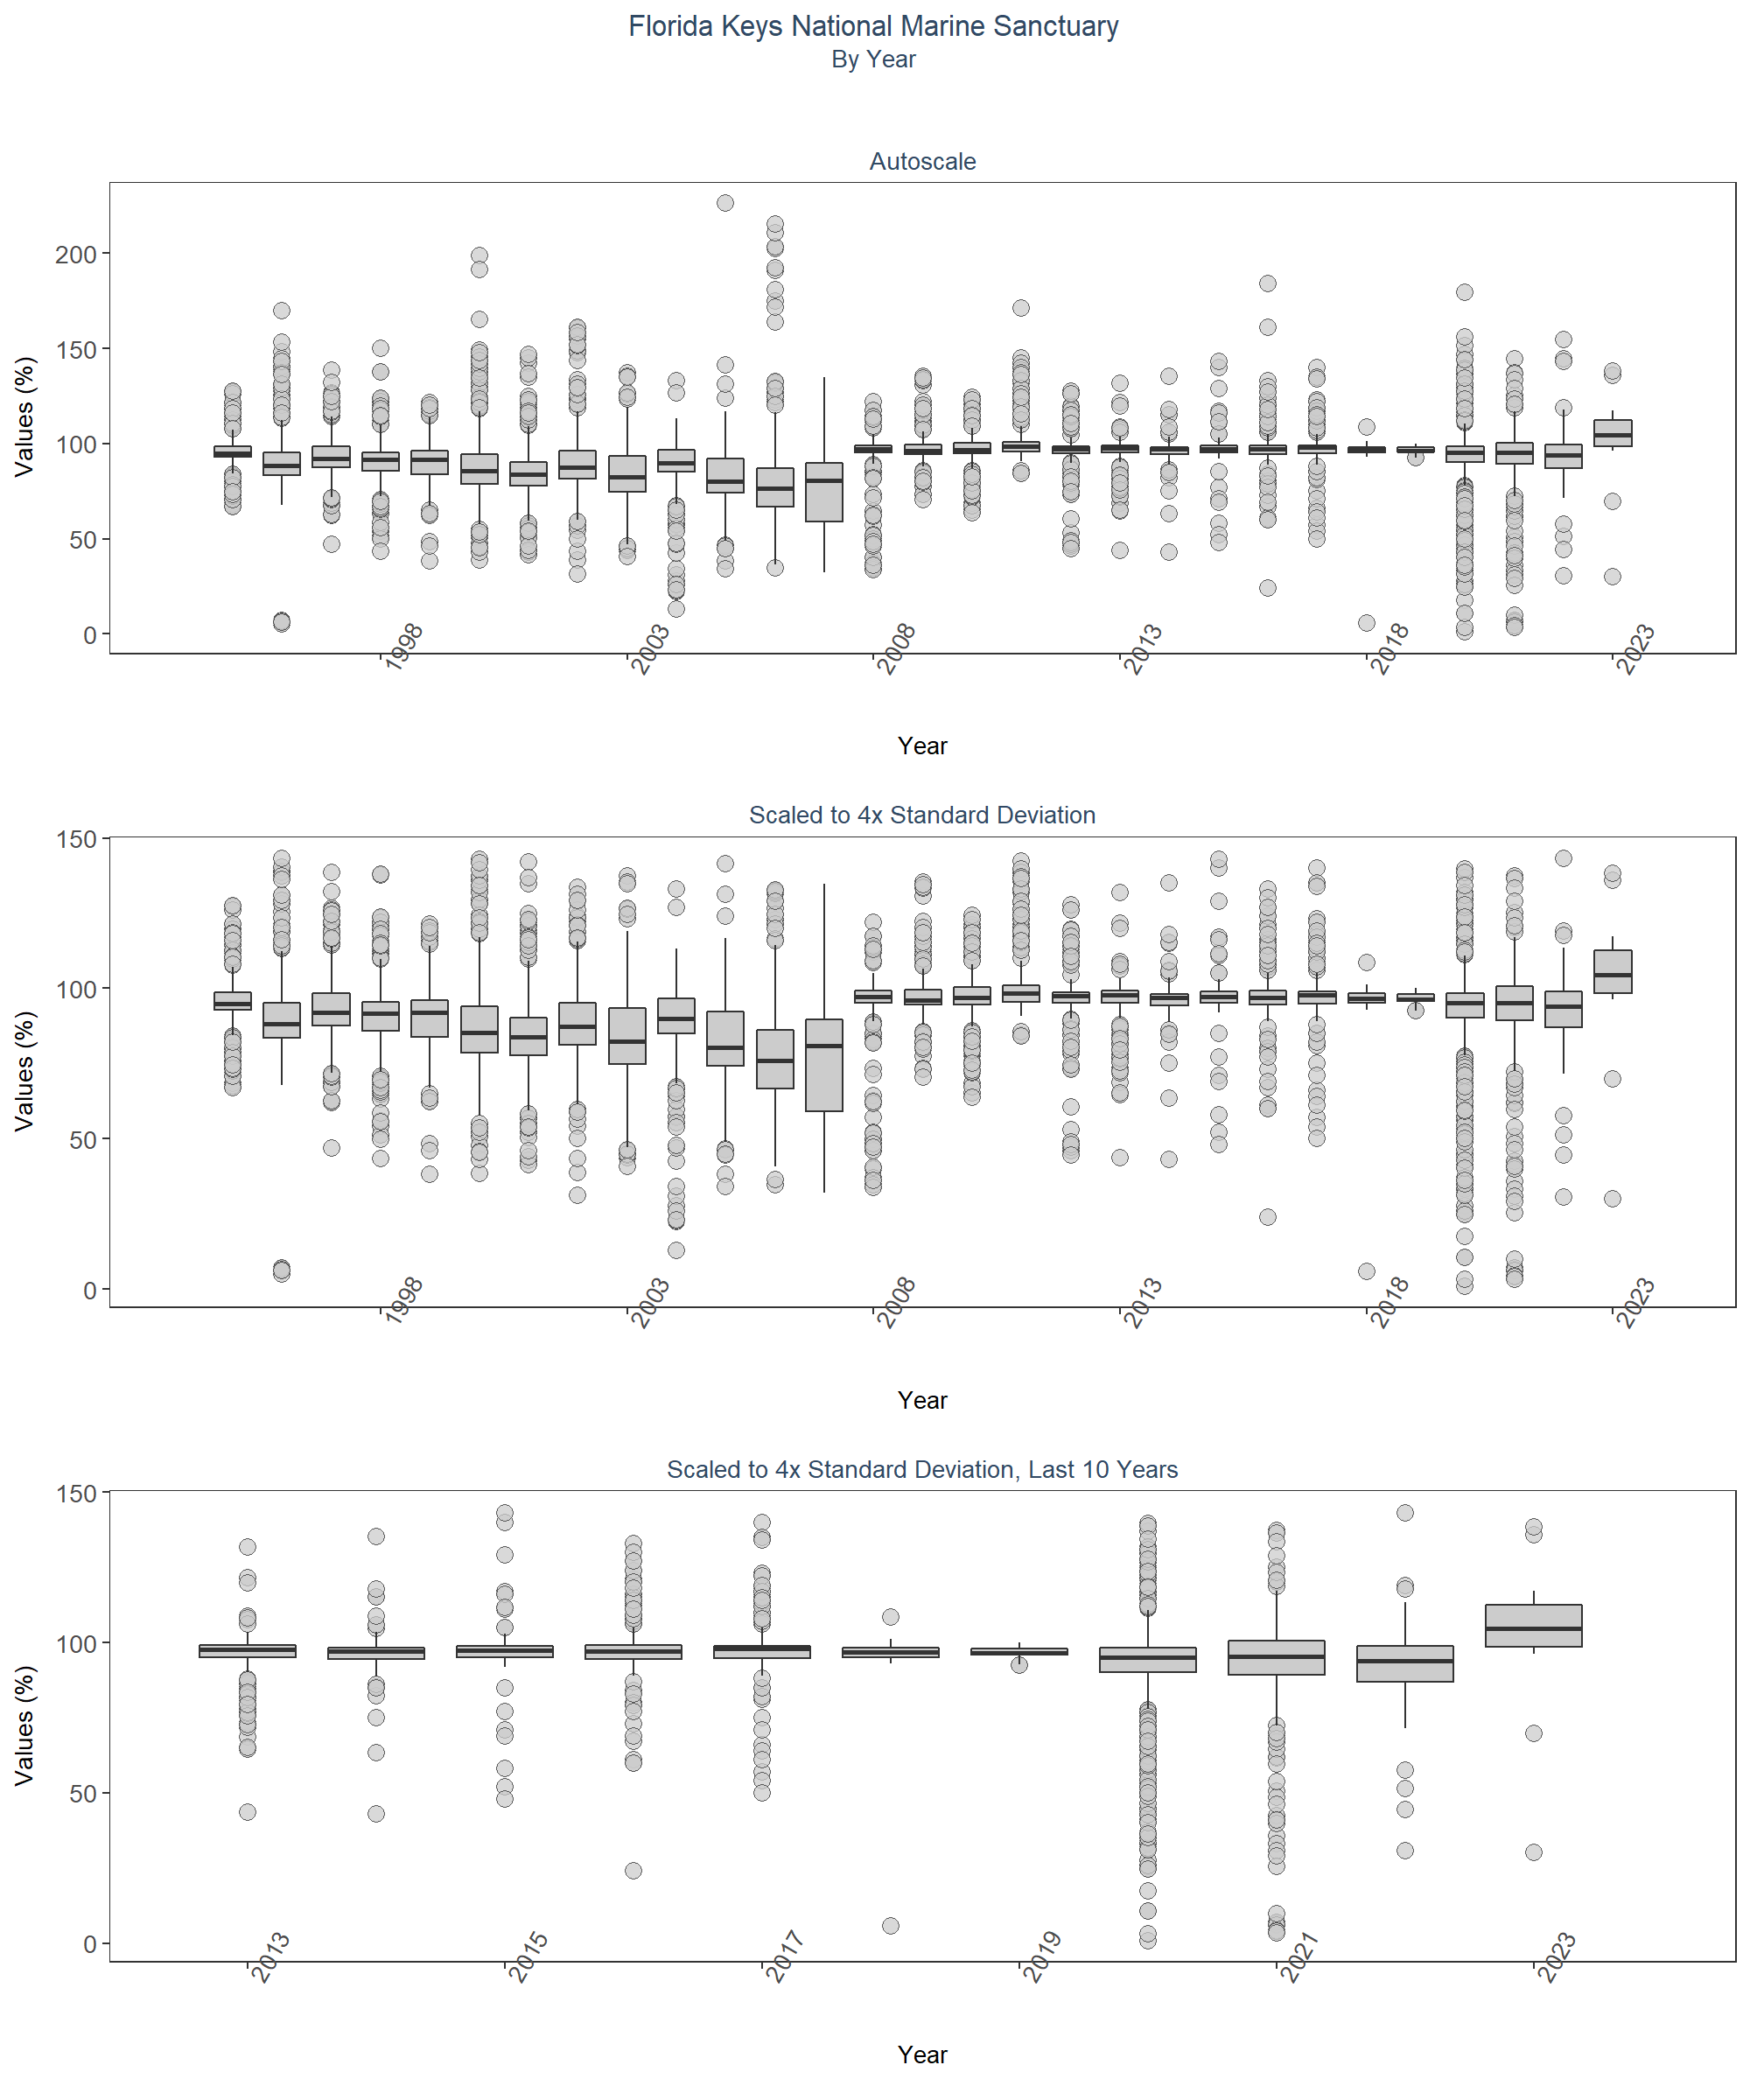 Florida Keys National Marine Sanctuary
By Year
Autoscale
Values (%)
200
150
100
50
0
1998
2003
2008
2013
2018
2023
Year
Scaled to 4x Standard Deviation
Values (%)
150
100
50
0
1998
2003
2008
2013
2018
2023
Year
Scaled to 4x Standard Deviation, Last 10 Years
Values (%)
150
100
50
0
2013
2015
2017
2019
2021
2023
Year